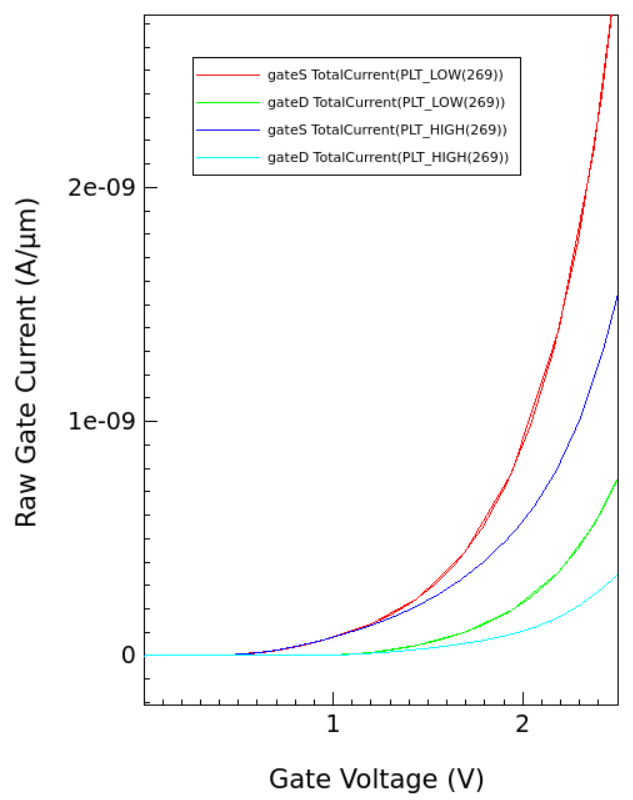 gateS TotalCurrent(PLT_LOW(269))
gateD TotalCurrent(PLT_LOW(269))
gateS TotalCurrent(PLT_HIGH(269))
gateD TotalCurrent(PLT_HIGH(269))
Raw Gate Current (A/μm)
2e-09
1e-09
0
1 2
Gate Voltage (V)